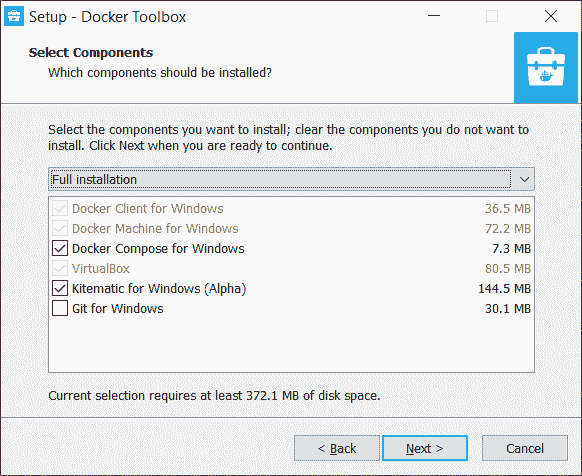 Setup - Docker Toolbox
Select Components
Which components should be installed?
Select the components you want to install; clear the components you do not want to
install. Click Next when you are ready to continue.
Full installation
Docker Client for Windows 36.5 MB
Docker Machine for Windows 72.2 MB
Docker Compose for Windows 7.3 MB
VirtualBox 80.5 MB
Kitematic for Windows (Alpha) 144.5 MB
Git for Windows 30.1 MB
Current selection requires at least 372.1 MB of disk space.
< Back Next > Cancel